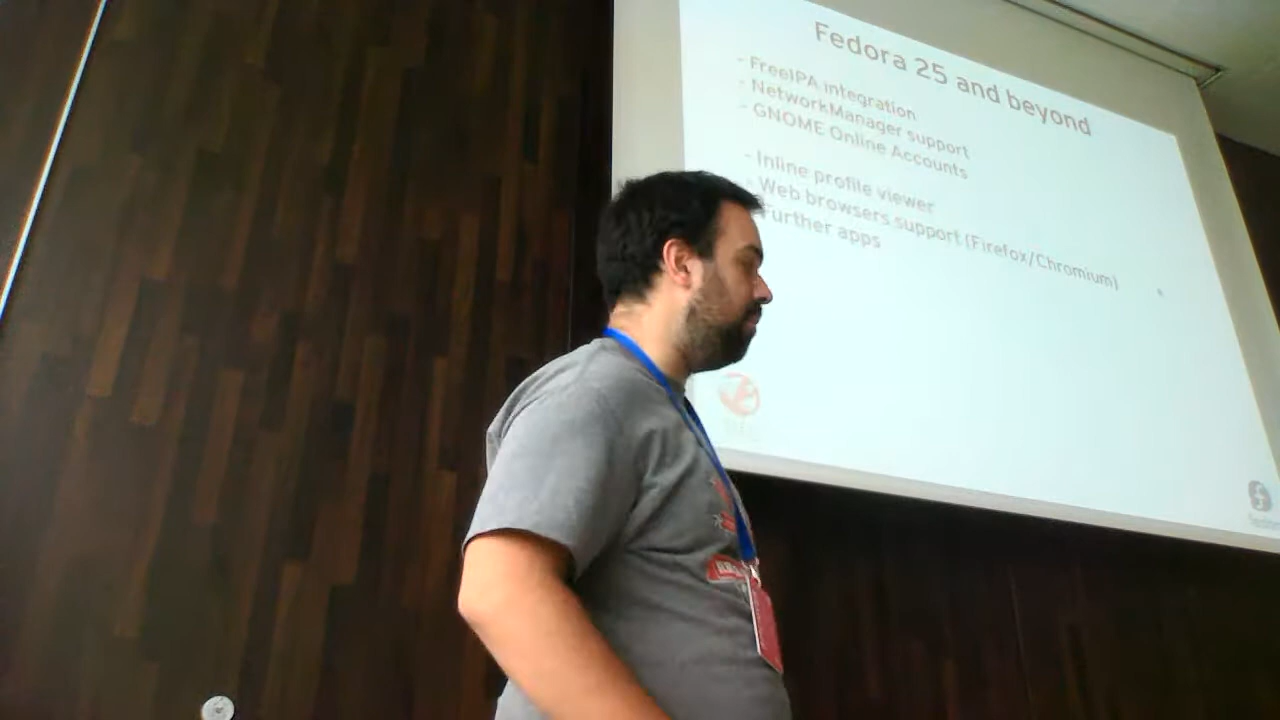 Fedora 25 and beyond
- FreeIPA integration
- NetworkManager support
- GNOME Online Accounts
- Inline profile viewer
- Web browsers support (Firefox/Chromium)
Further apps